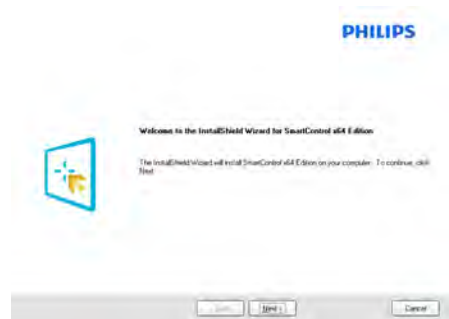 PHILIPS
Welcome to the InstallShield Wizard for SmartControl x64 Edition
The InstallShield Wizard will install SmartControl x64 Edition on your computer. To continue, click
Next
Next >
Cancel